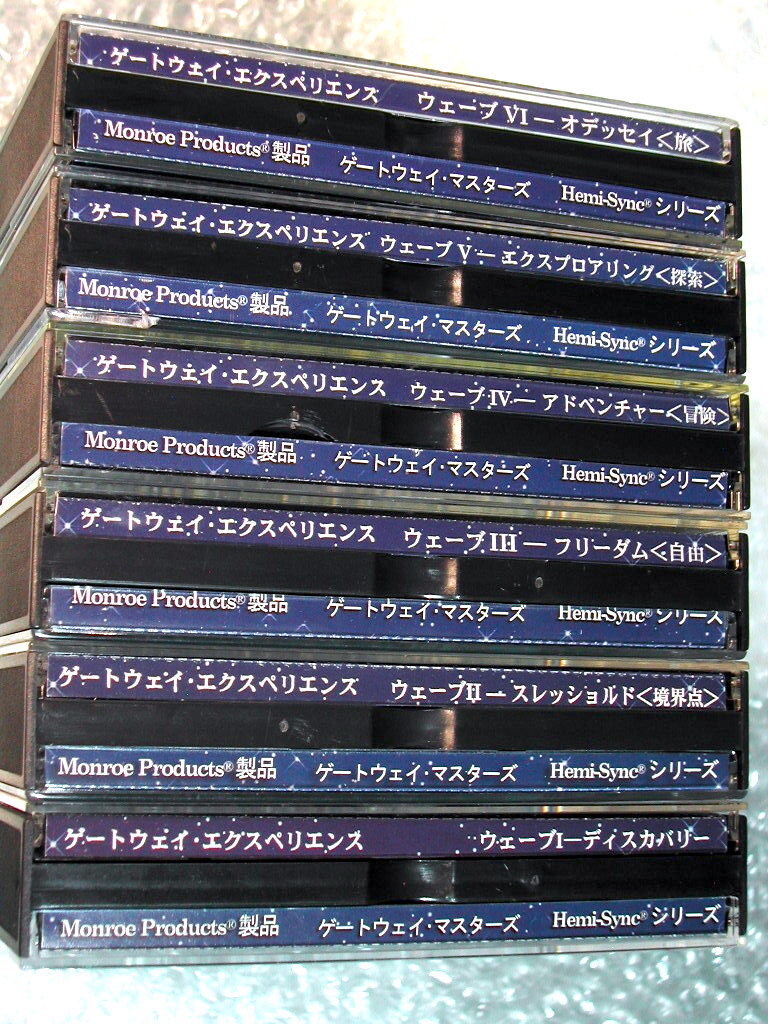 ゲートウェイ・エクスペリエンス ウェーブ VI ー オデッセイ<旅>
Monroe Products® 製品 ゲートウェイ・マスターズ Hemi-Sync® シリーズ
ゲートウェイ・エクスペリエンス ウェーブ V ー エクスプロアリング<探索>
Monroe Products® 製品 ゲートウェイ・マスターズ Hemi-Sync® シリーズ
ゲートウェイ・エクスペリエンス ウェーブ IV ー アドベンチャー<冒険>
Monroe Products® 製品 ゲートウェイ・マスターズ Hemi-Sync® シリーズ
ゲートウェイ・エクスペリエンス ウェーブ III ー フリーダム<自由>
Monroe Products® 製品 ゲートウェイ・マスターズ Hemi-Sync® シリーズ
ゲートウェイ・エクスペリエンス ウェーブ II ー スレッショルド<境界点>
Monroe Products® 製品 ゲートウェイ・マスターズ Hemi-Sync® シリーズ
ゲートウェイ・エクスペリエンス ウェーブI ー ディスカバリー
Monroe Products® 製品 ゲートウェイ・マスターズ Hemi-Sync® シリーズ